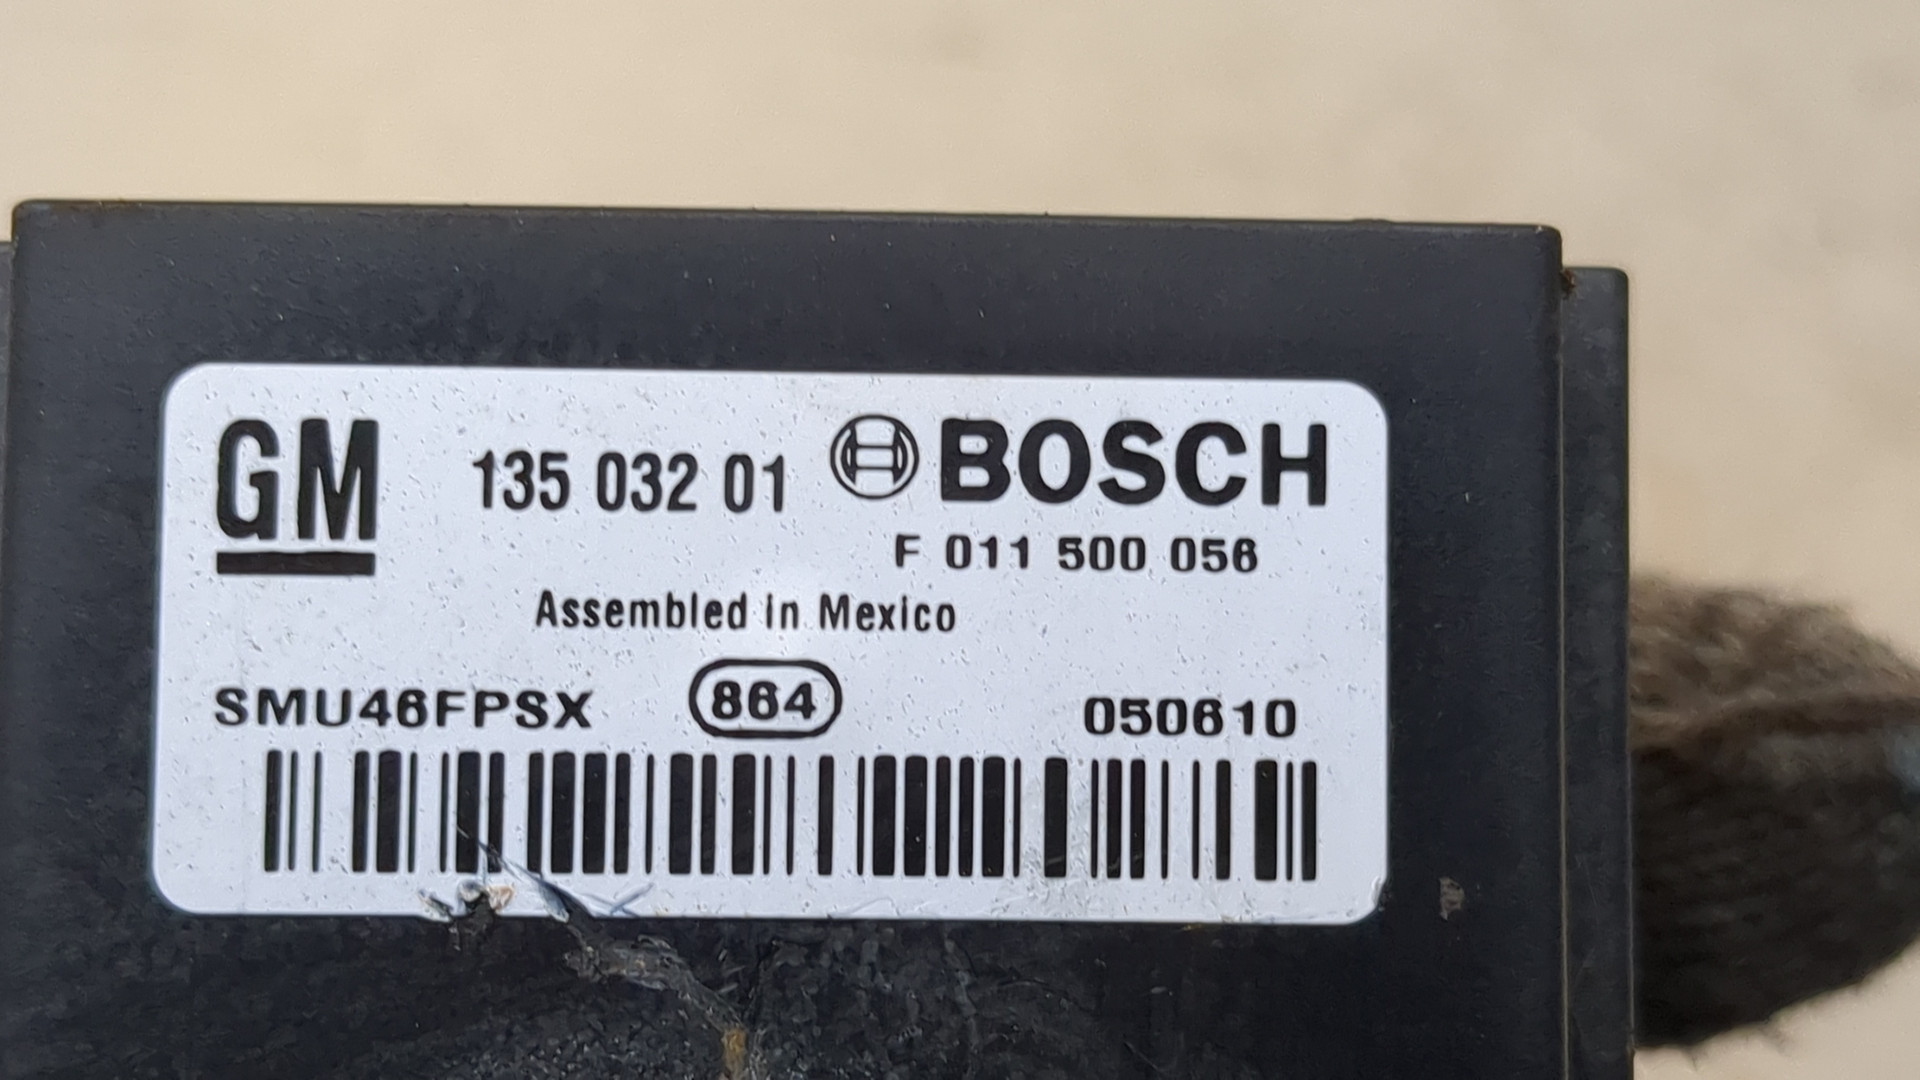 GM 135 032 01 BOSCH
F 011 500 056
Assembled in Mexico
SMU46FPSX 864 050610